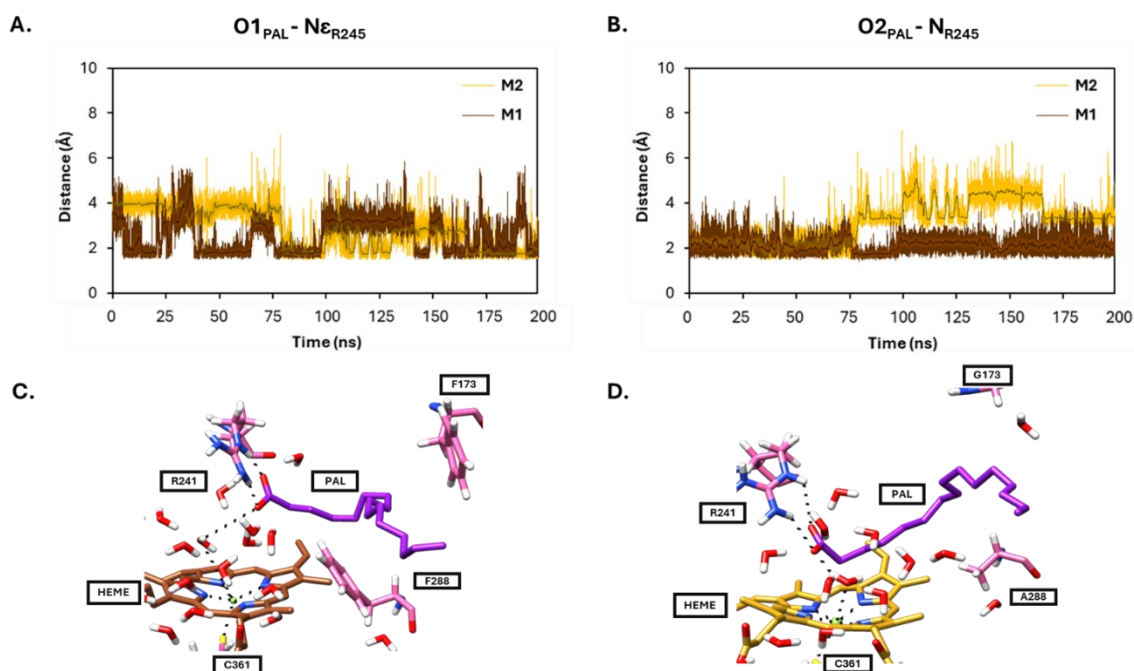 A.
O1PAL - NεR245
Distance (Å)
10
8
6
4
2
0
M2
M1
0 25 50 75 100 125 150 175 200
Time (ns)
B.
O2PAL - NR245
Distance (Å)
10
8
6
4
2
0
M2
M1
0 25 50 75 100 125 150 175 200
Time (ns)
C.
F173
R241
PAL
HEME
F288
C361
D.
G173
R241
PAL
HEME
A288
C361